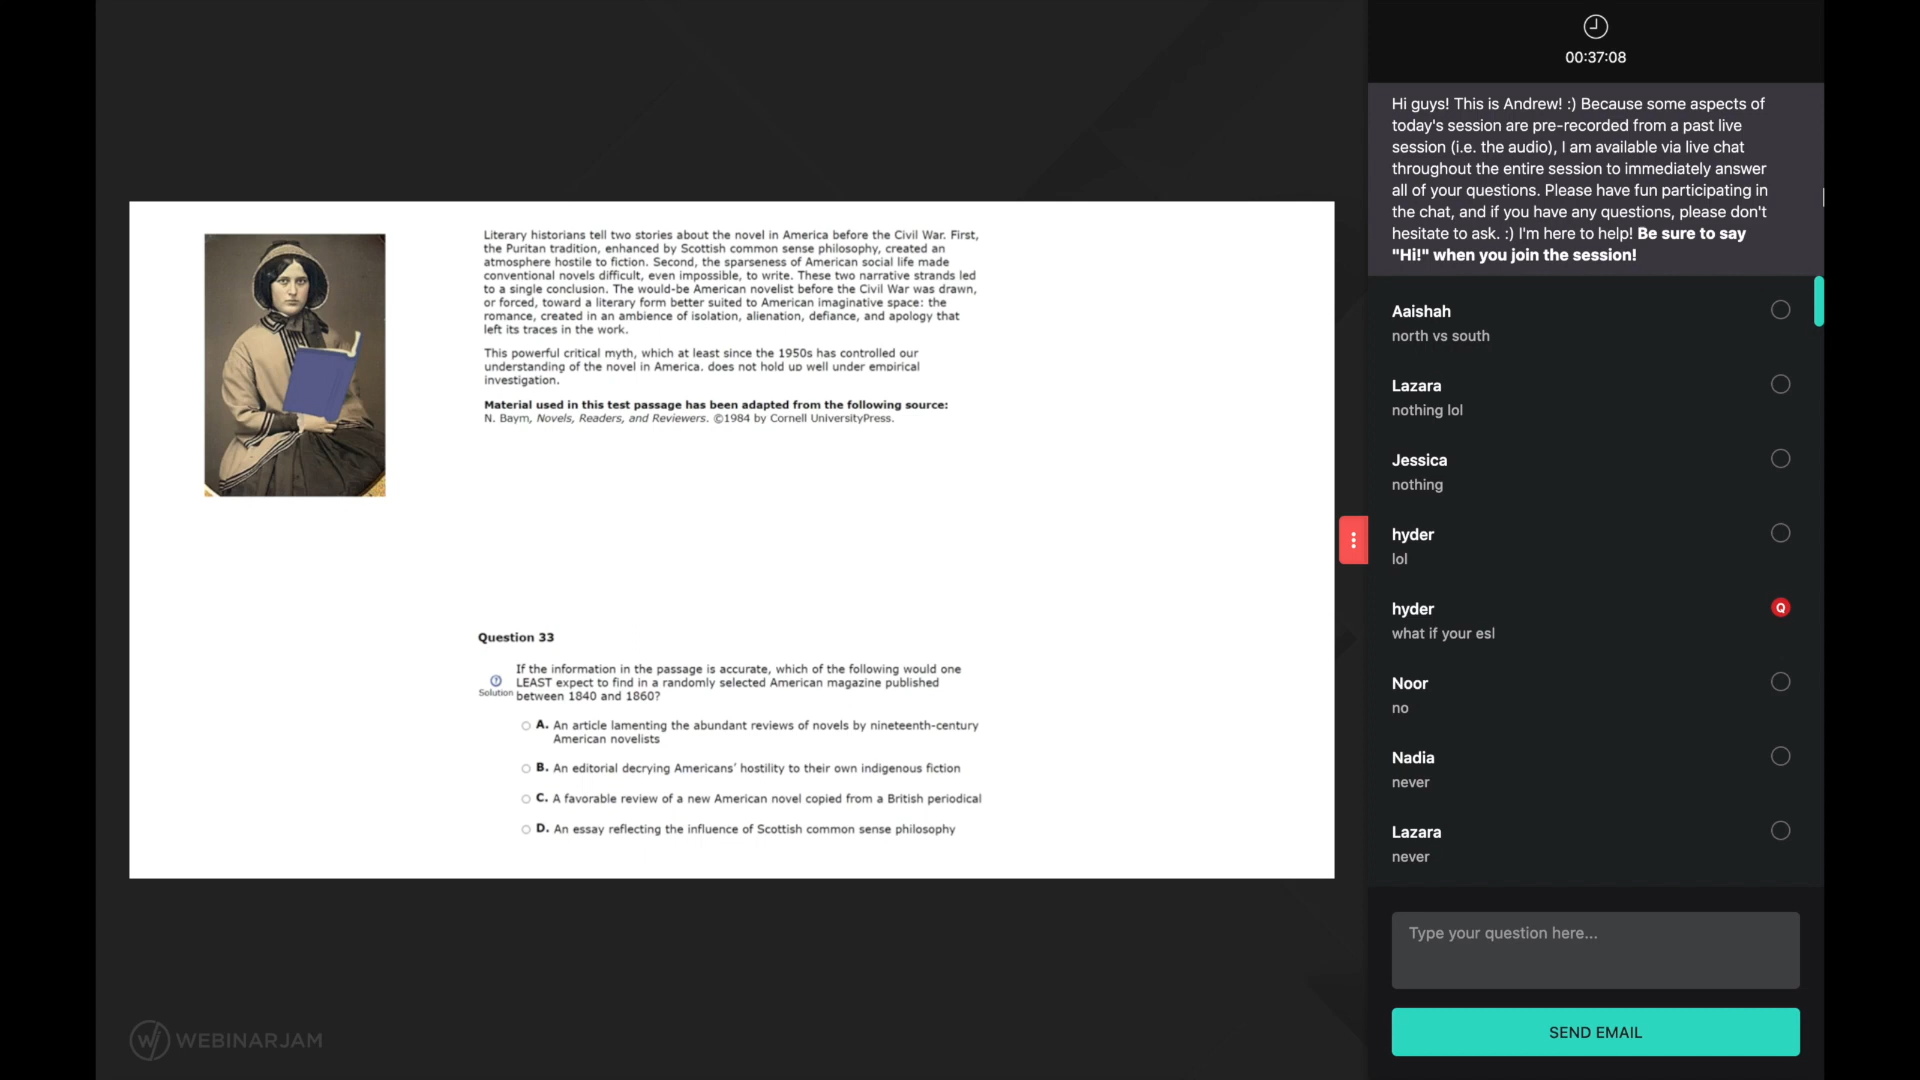 Literary historians tell two stories about the novel in America before the Civil War. First,
the Puritan tradition, enhanced by Scottish common sense philosophy, created an
atmosphere hostile to fiction. Second, the sparseness of American social life made
conventional novels difficult, even impossible, to write. These two narrative strands led
to a single conclusion. The would-be American novelist before the Civil War was drawn,
or forced, toward a literary form better suited to American imaginative space: the
romance, created in an ambience of isolation, alienation, defiance, and apology that
left its traces in the work.
This powerful critical myth, which at least since the 1950s has controlled our
understanding of the novel in America. does not hold up well under empirical
investigation.
Material used in this test passage has been adapted from the following source:
N. Baym, Novels, Readers, and Reviewers. ©1984 by Cornell UniversityPress.
Question 33
If the information in the passage is accurate, which of the following would one
LEAST expect to find in a randomly selected American magazine published
between 1840 and 1860?
Solution
A. An article lamenting the abundant reviews of novels by nineteenth-century
American novelists
B. An editorial decrying Americans' hostility to their own indigenous fiction
C. A favorable review of a new American novel copied from a British periodical
D. An essay reflecting the influence of Scottish common sense philosophy
WEBINARJAM
00:37:08
Hi guys! This is Andrew! :) Because some aspects of
today's session are pre-recorded from a past live
session (i.e. the audio), I am available via live chat
throughout the entire session to immediately answer
all of your questions. Please have fun participating in
the chat, and if you have any questions, please don't
hesitate to ask. :) I'm here to help! Be sure to say
"Hi!" when you join the session!
Aaishah
north vs south
Lazara
nothing lol
Jessica
nothing
hyder
lol
hyder
Q
what if your esl
Noor
no
Nadia
never
Lazara
never
Type your question here...
SEND EMAIL